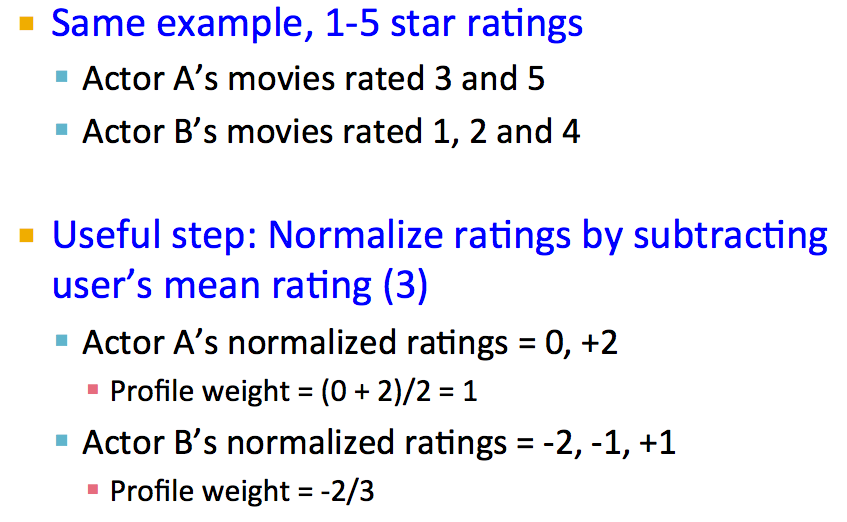 Same example, 1-5 star ratings
Actor A’s movies rated 3 and 5
Actor B’s movies rated 1, 2 and 4
Useful step: Normalize ratings by subtracting
user’s mean rating (3)
Actor A’s normalized ratings = 0, +2
Profile weight = (0 + 2)/2 = 1
Actor B’s normalized ratings = -2, -1, +1
Profile weight = -2/3